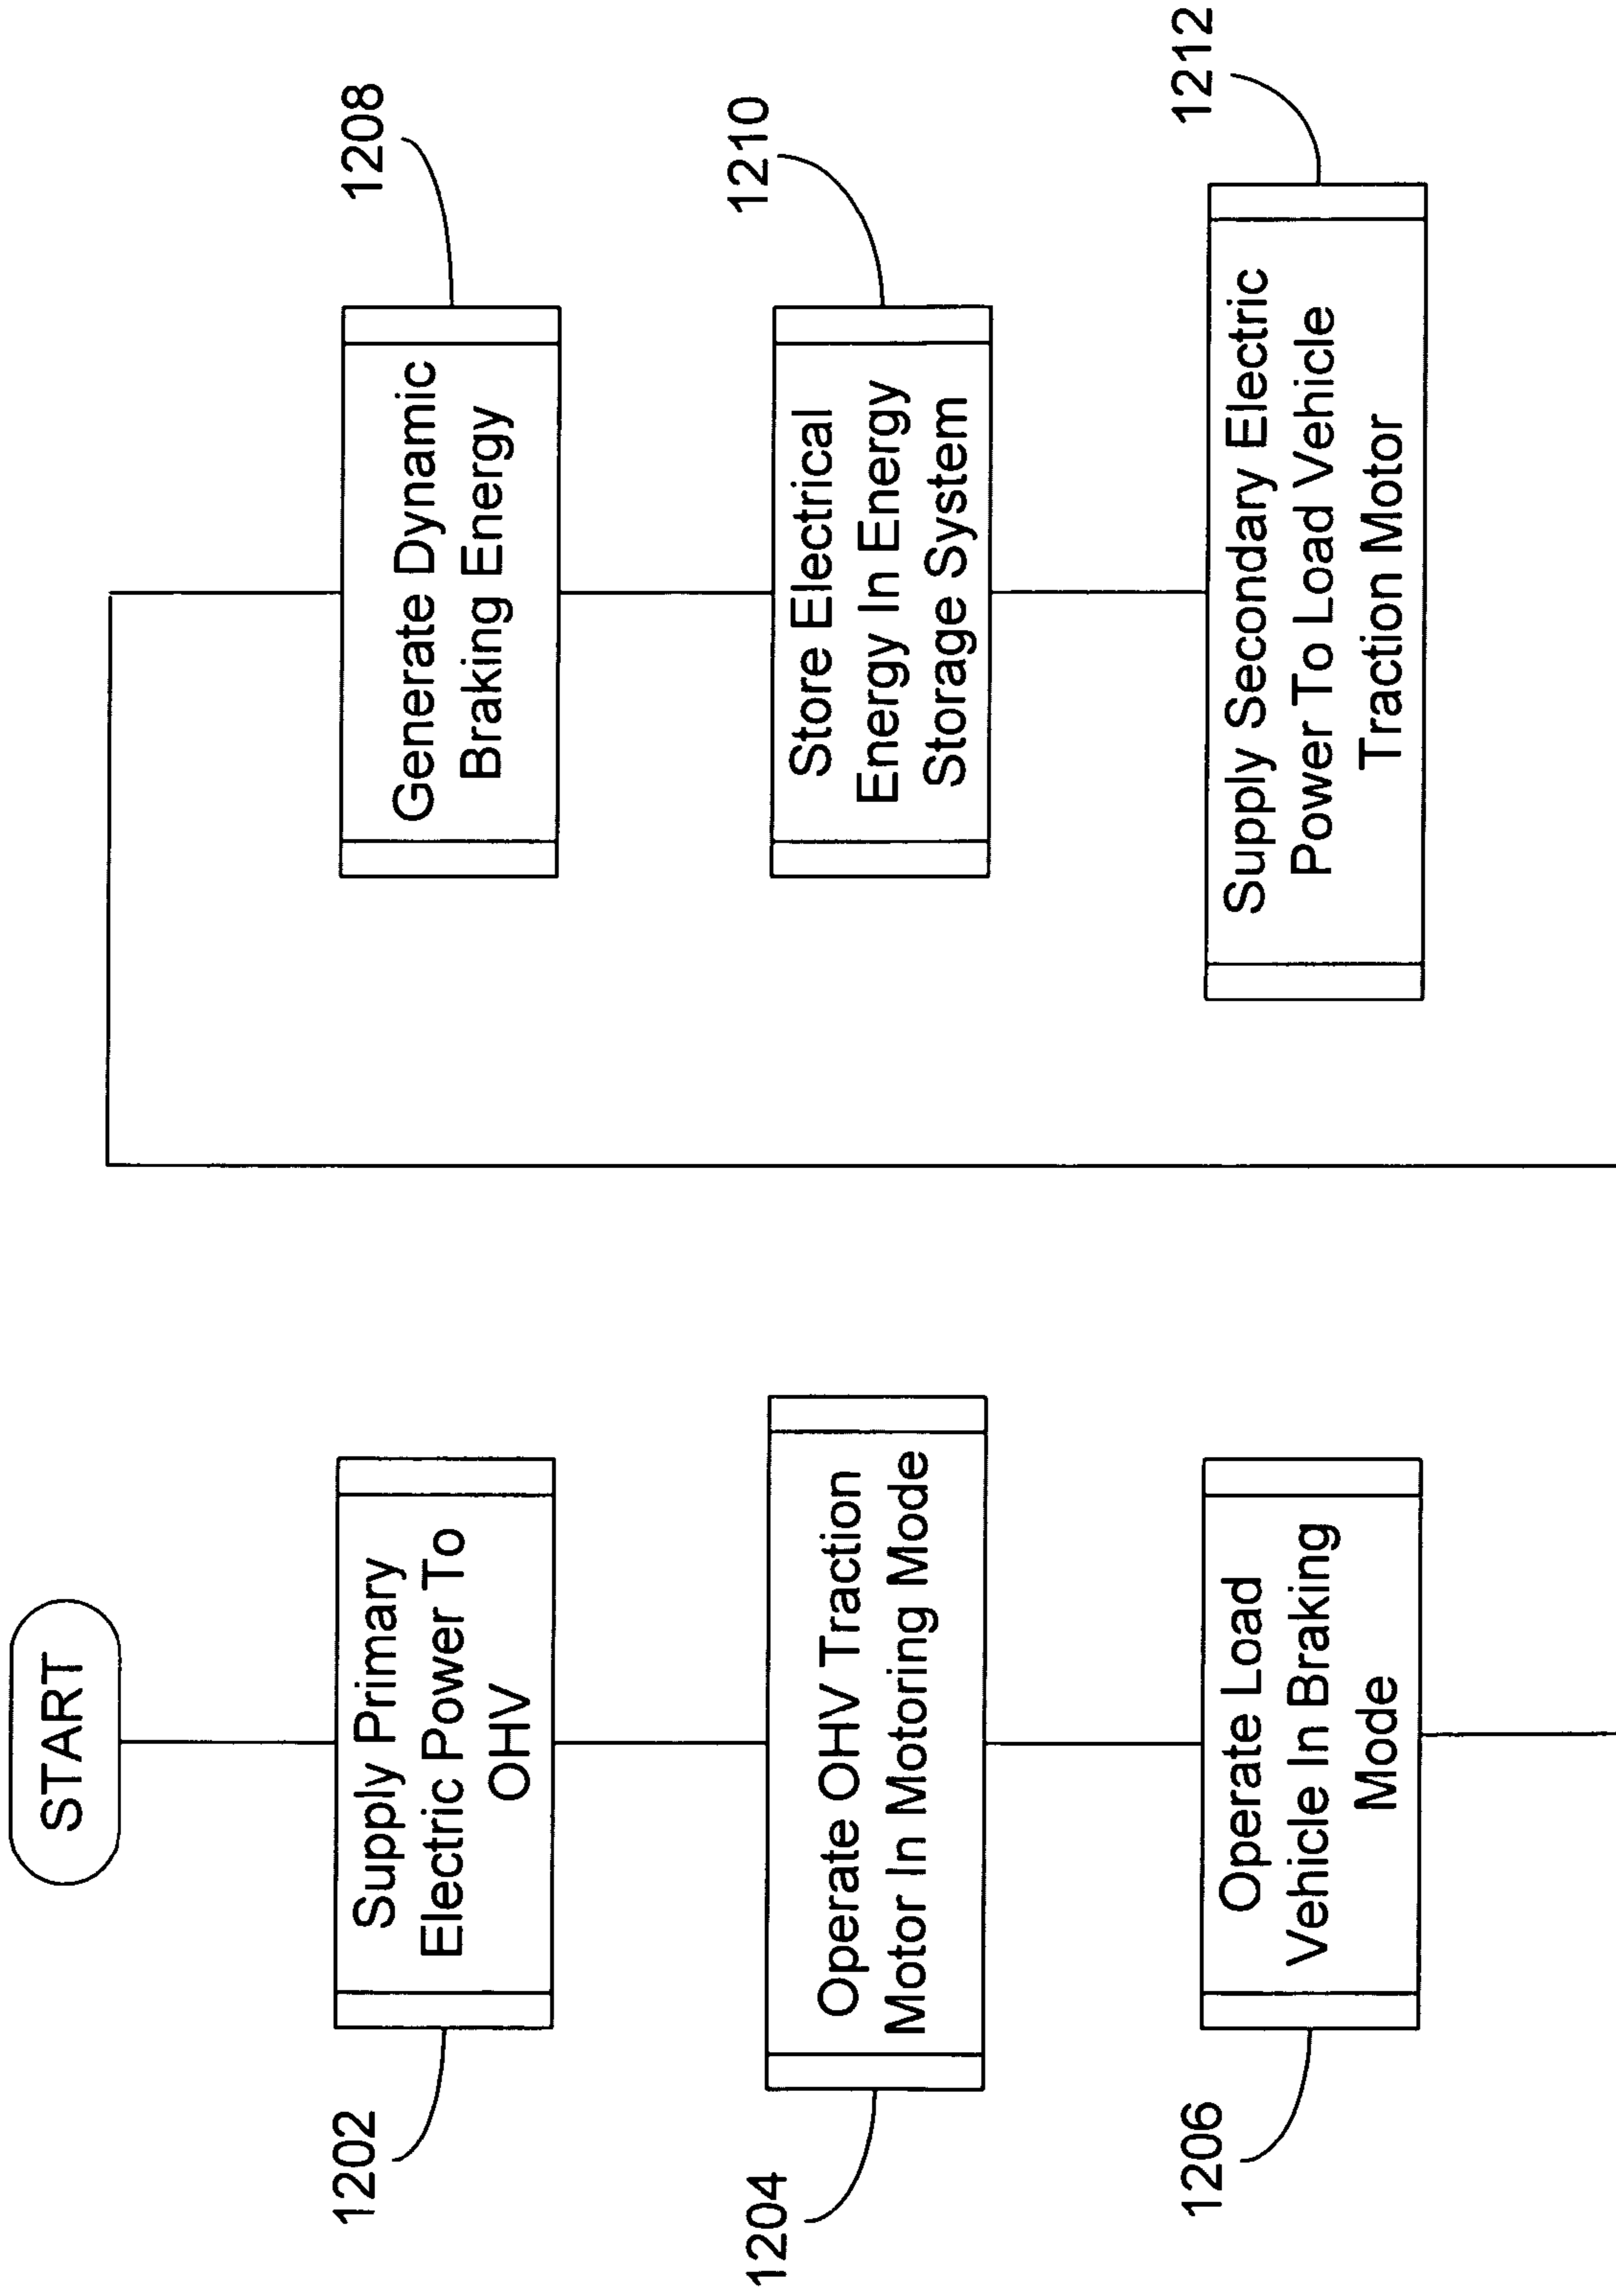 START
Supply Primary
Electric Power To
OHV
1202
Operate OHV Traction
Motor In Motoring Mode
1204
Operate Load
Vehicle In Braking
Mode
1206
Generate Dynamic
Braking Energy
1208
Store Electrical
Energy In Energy
Storage System
1210
Supply Secondary Electric
Power To Load Vehicle
Traction Motor
1212